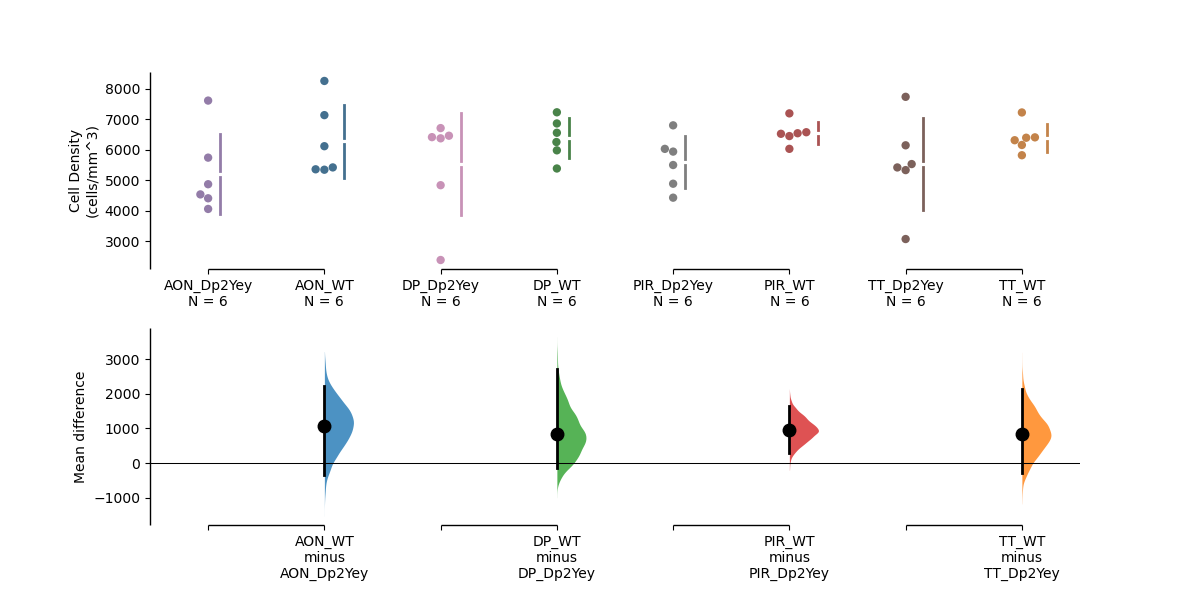 Cell Density
(cells/mm^3)
8000
7000
6000
5000
4000
3000
AON_Dp2Yey
N = 6
AON_WT
N = 6
DP_Dp2Yey
N = 6
DP_WT
N = 6
PIR_Dp2Yey
N = 6
PIR_WT
N = 6
TT_Dp2Yey
N = 6
TT_WT
N = 6
Mean difference
3000
2000
1000
0
−1000
AON_WT
minus
AON_Dp2Yey
DP_WT
minus
DP_Dp2Yey
PIR_WT
minus
PIR_Dp2Yey
TT_WT
minus
TT_Dp2Yey